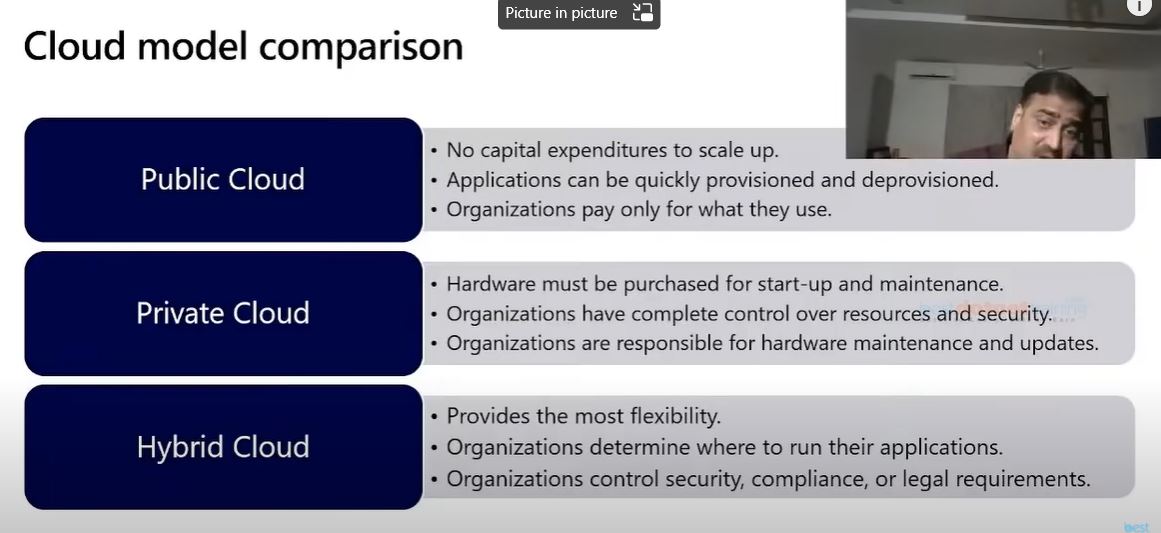 Picture in picture
Cloud model comparison
Public Cloud
• No capital expenditures to scale up.
• Applications can be quickly provisioned and deprovisioned.
• Organizations pay only for what they use.
Private Cloud
• Hardware must be purchased for start-up and maintenance.
• Organizations have complete control over resources and security.
• Organizations are responsible for hardware maintenance and updates.
Hybrid Cloud
• Provides the most flexibility.
• Organizations determine where to run their applications.
• Organizations control security, compliance, or legal requirements.
best